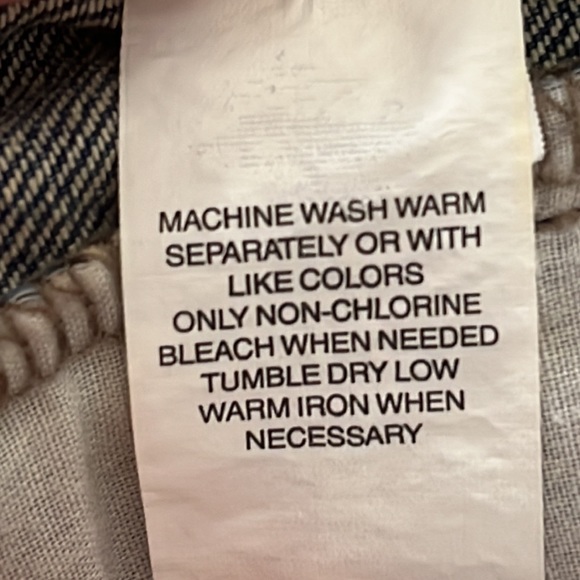 MACHINE WASH WARM
SEPARATELY OR WITH
LIKE COLORS
ONLY NON-CHLORINE
BLEACH WHEN NEEDED
TUMBLE DRY LOW
WARM IRON WHEN
NECESSARY